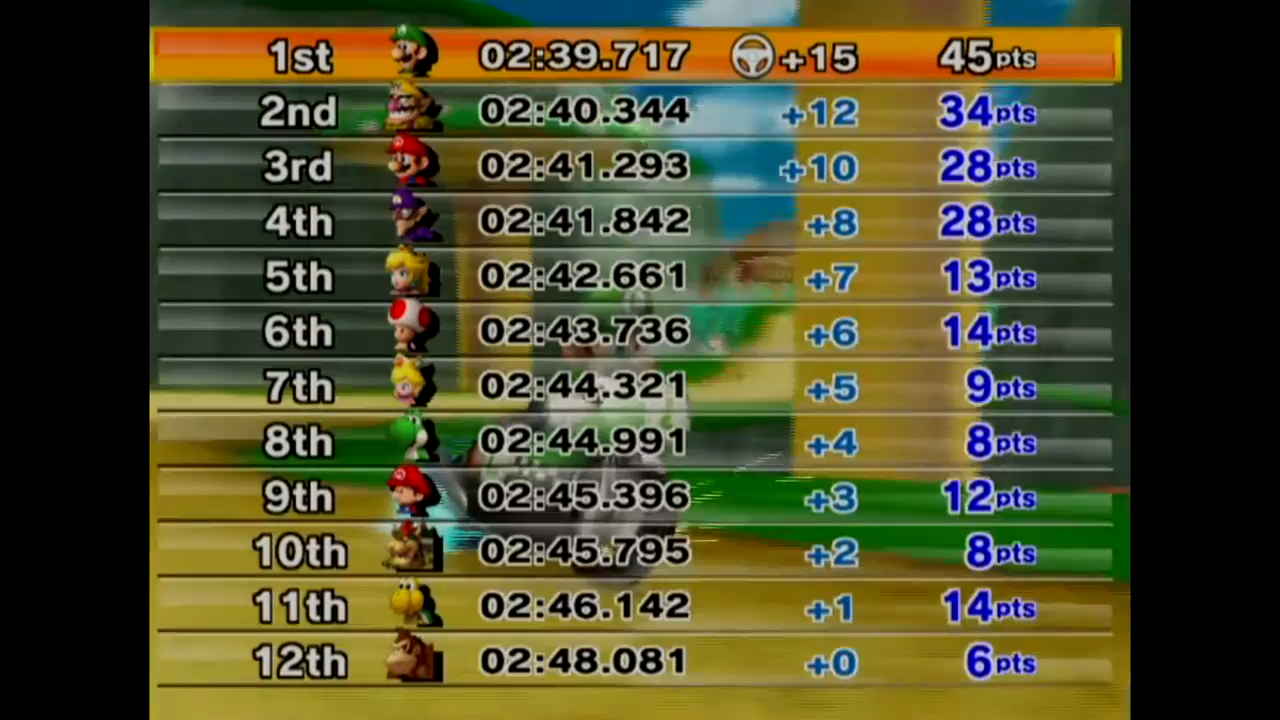 1st 02:39.717 +15 45pts
2nd 02:40.344 +12 34pts
3rd 02:41.293 +10 28pts
4th 02:41.842 +8 28pts
5th 02:42.661 +7 13pts
6th 02:43.736 +6 14pts
7th 02:44.321 +5 9pts
8th 02:44.991 +4 8pts
9th 02:45.396 +3 12pts
10th 02:45.795 +2 8pts
11th 02:46.142 +1 14pts
12th 02:48.081 +0 6pts